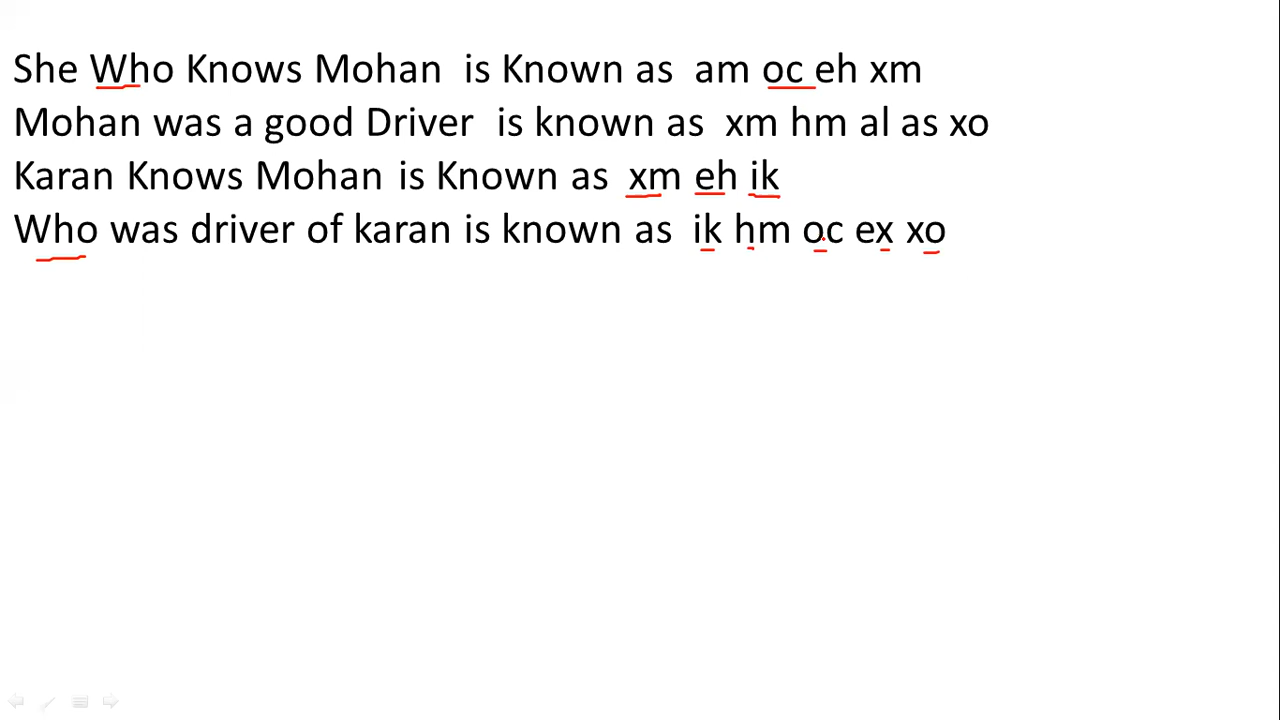 She Who Knows Mohan is Known as am oc eh xm
Mohan was a good Driver is known as xm hm al as xo
Karan Knows Mohan is Known as xm eh ik
Who was driver of karan is known as ik hm oc ex xo